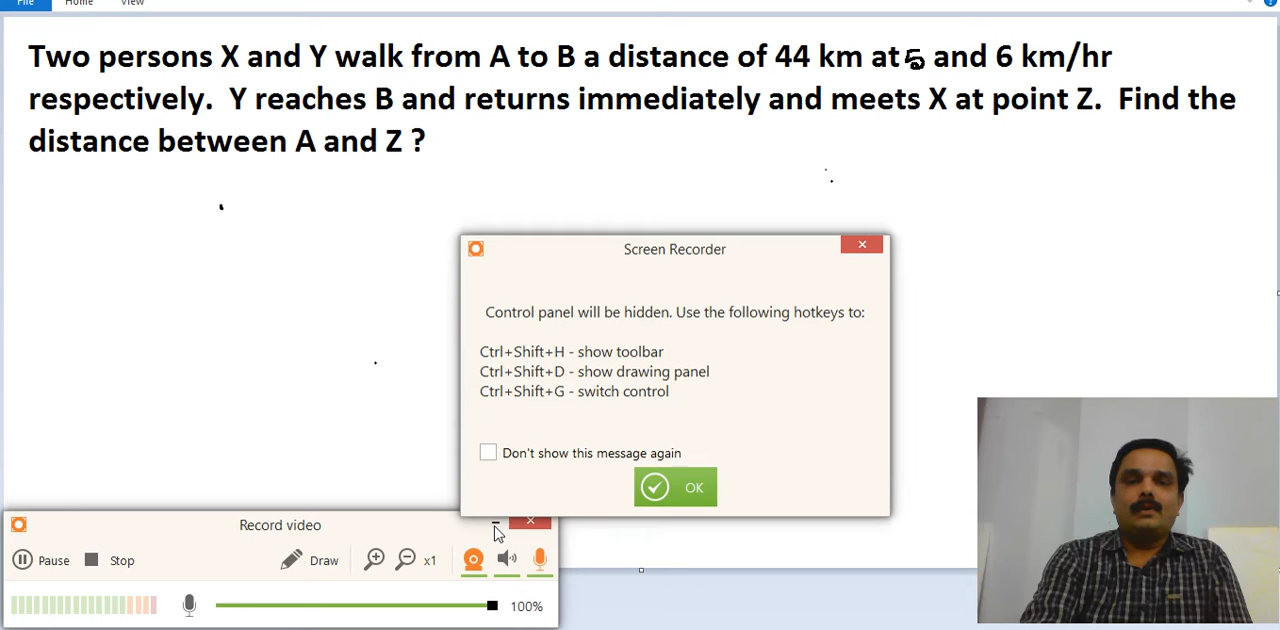 File Home View
Two persons X and Y walk from A to B a distance of 44 km at 5 and 6 km/hr
respectively. Y reaches B and returns immediately and meets X at point Z. Find the
distance between A and Z ?
Screen Recorder
Control panel will be hidden. Use the following hotkeys to:
Ctrl+Shift+H - show toolbar
Ctrl+Shift+D - show drawing panel
Ctrl+Shift+G - switch control
Don't show this message again
OK
Record video
Pause Stop Draw x1
100%